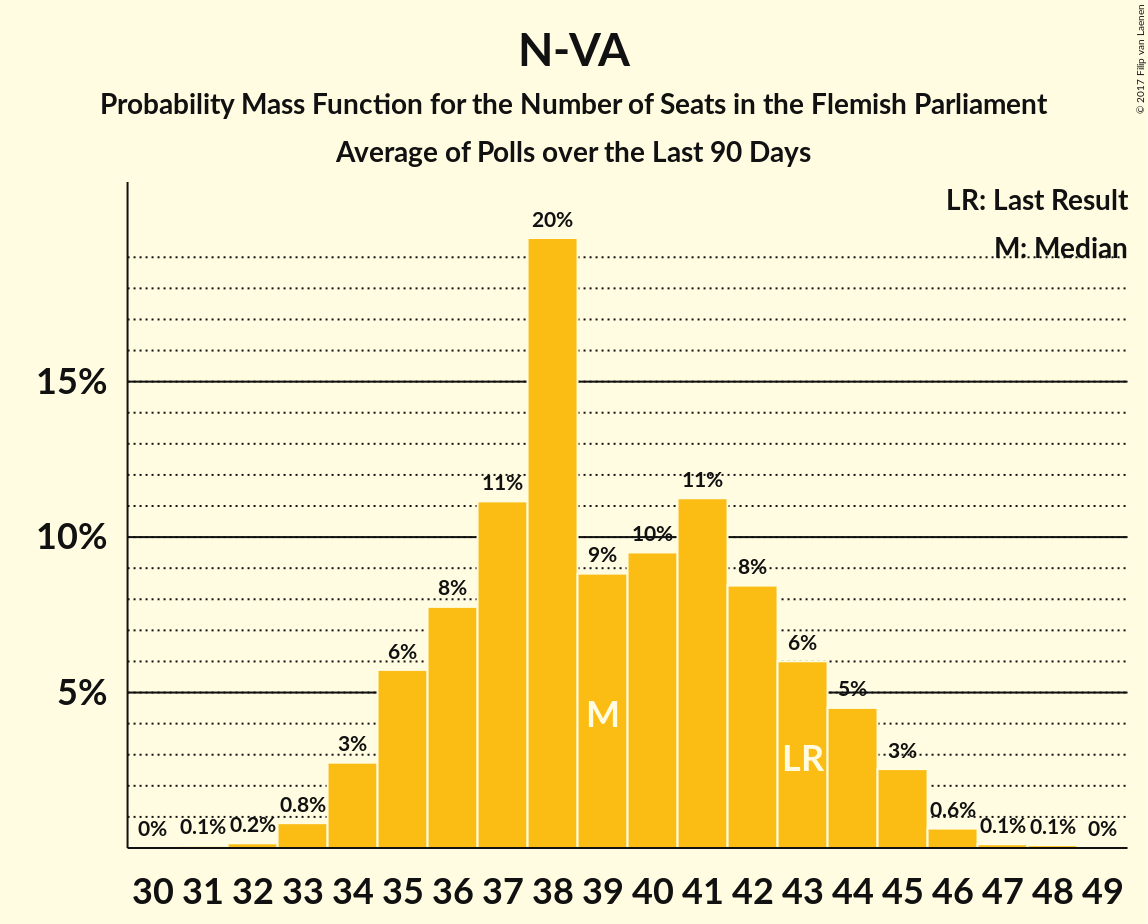 N-VA
Probability Mass Function for the Number of Seats in the Flemish Parliament
Average of Polls over the Last 90 Days
© 2017 Filip van Laenen
LR: Last Result
M: Median
15%
10%
5%
0% 0.1% 0.2% 0.8% 3% 6% 8% 11% 20% 9% 10% 11% 8% 6% 5% 3% 0.6% 0.1% 0.1% 0%
M
LR
30 31 32 33 34 35 36 37 38 39 40 41 42 43 44 45 46 47 48 49